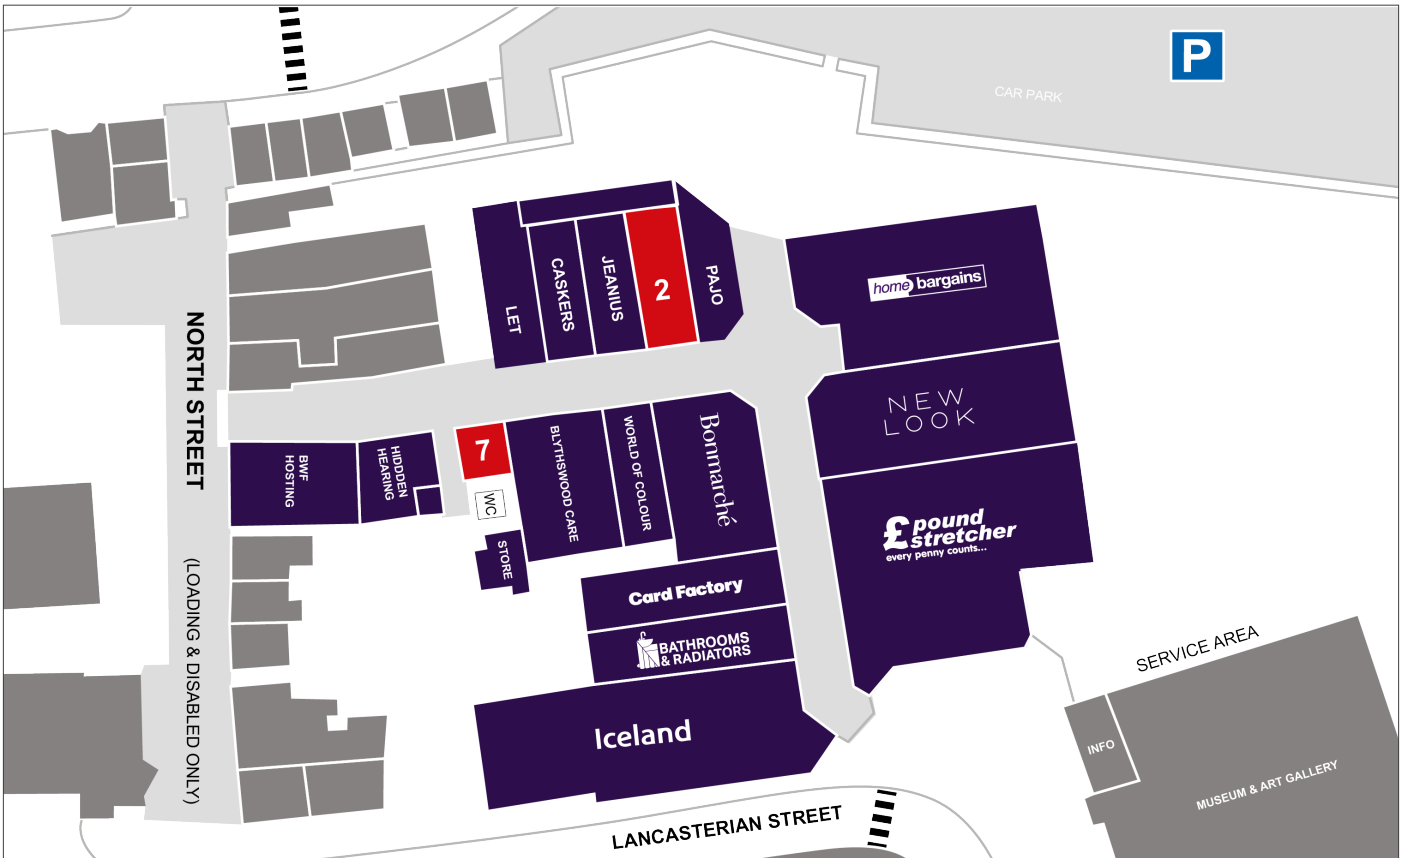 P
CAR PARK
home bargains
LET
CASKERS
JEANIUS
2
PAJO
NORTH STREET
(LOADING & DISABLED ONLY)
NEW
LOOK
BWF
HOSTING
HIDDEN
HEARING
7
WC
STORE
BLYTHSWOOD CARE
WORLD OF COLOUR
Bonmarché
£ pound
stretcher
every penny counts...
Card Factory
BATHROOMS
& RADIATORS
Iceland
SERVICE AREA
INFO
MUSEUM & ART GALLERY
LANCASTERIAN STREET